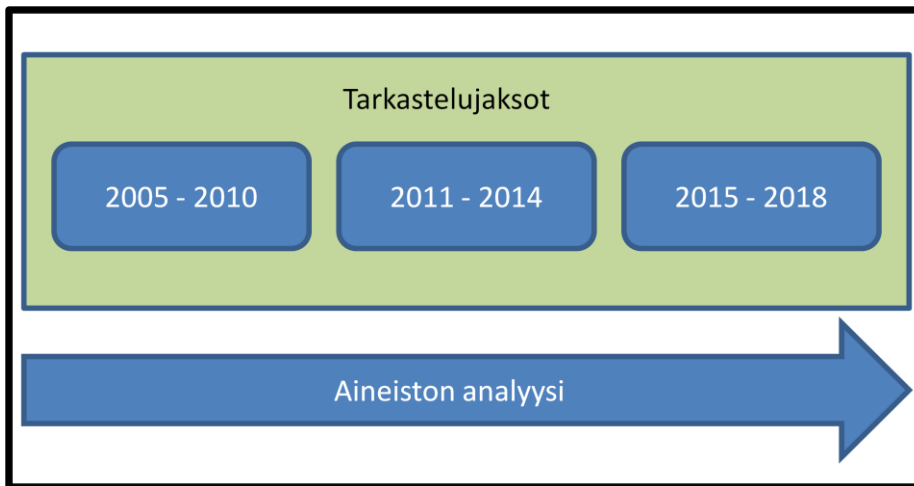 Tarkastelujaksot
2005 - 2010
2011 - 2014
2015 - 2018
Aineiston analyysi